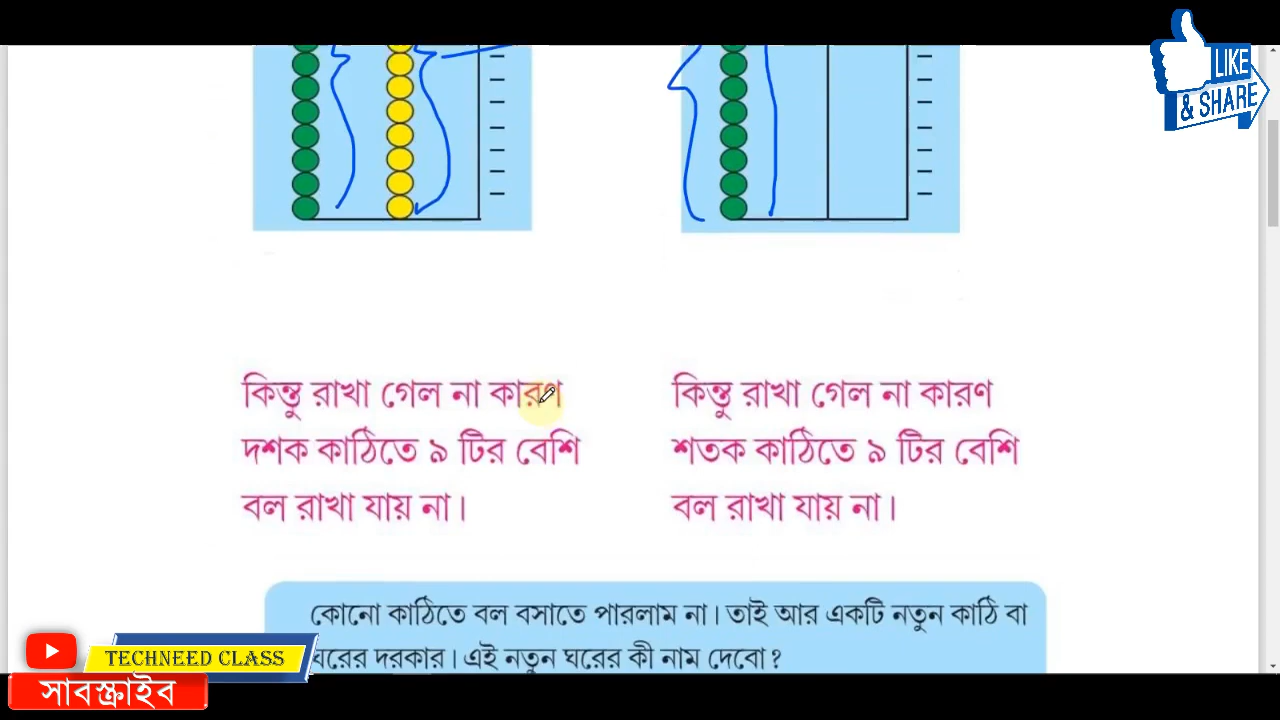 LIKE
& SHARE
কিন্তু রাখা গেল না কারণ
দশক কাঠিতে ৯ টির বেশি
বল রাখা যায় না।
কিন্তু রাখা গেল না কারণ
শতক কাঠিতে ৯ টির বেশি
বল রাখা যায় না।
কোনো কাঠিতে বল বসাতে পারলাম না। তাই আর একটি নতুন কাঠি বা
ঘরের দরকার। এই নতুন ঘরের কী নাম দেবো?
TECHNEED CLASS
সাবস্ক্রাইব